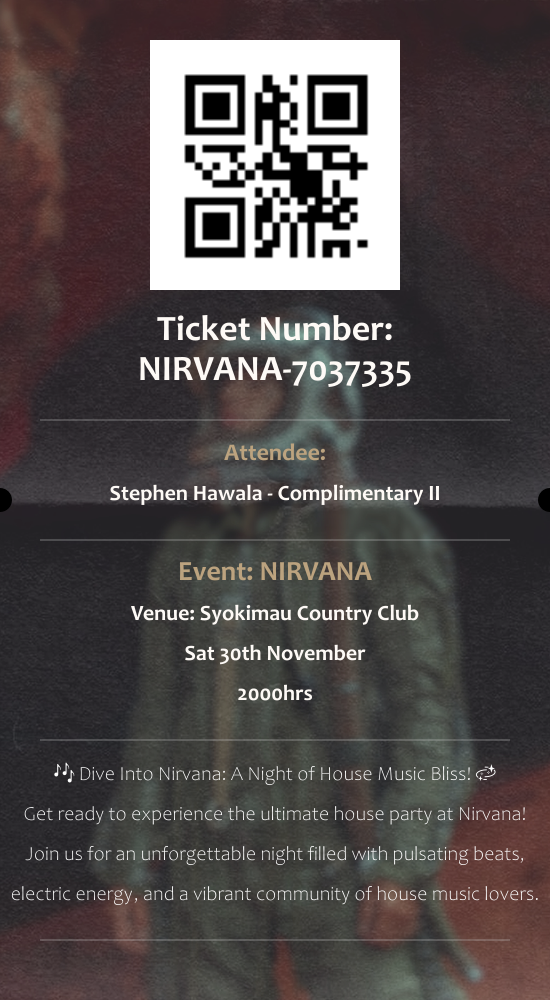 Ticket Number:
NIRVANA-7037335
Attendee:
Stephen Hawala - Complimentary II
Event: NIRVANA
Venue: Syokimau Country Club
Sat 30th November
2000hrs
🎶 Dive Into Nirvana: A Night of House Music Bliss! 💫
Get ready to experience the ultimate house party at Nirvana!
Join us for an unforgettable night filled with pulsating beats,
electric energy, and a vibrant community of house music lovers.